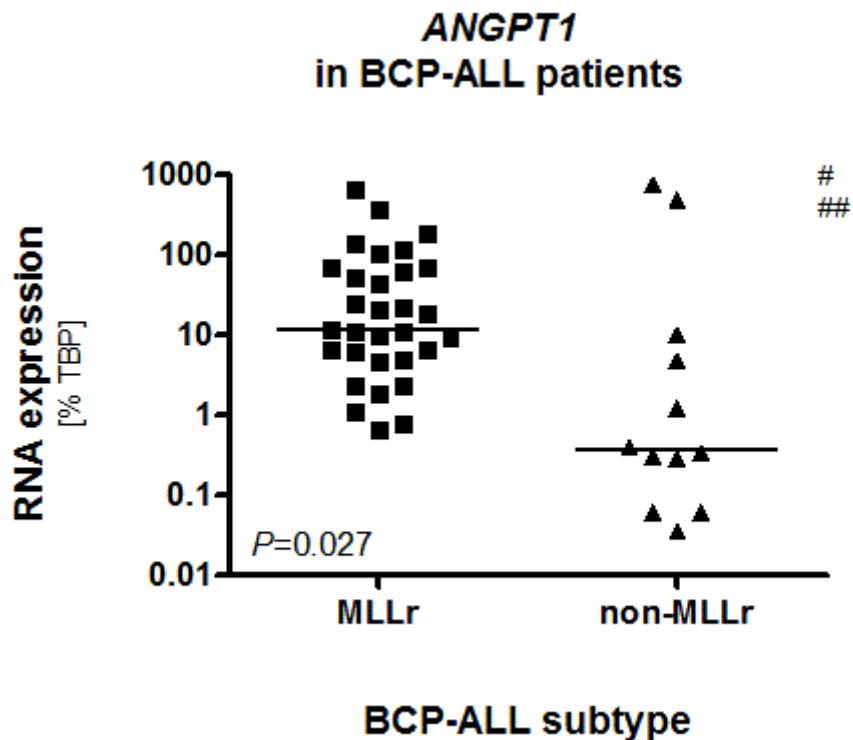 ANGPT1
in BCP-ALL patients
RNA expression
[% TBP]
1000
100
10
1
0.1
0.01
#
##
P=0.027
MLLr
non-MLLr
BCP-ALL subtype